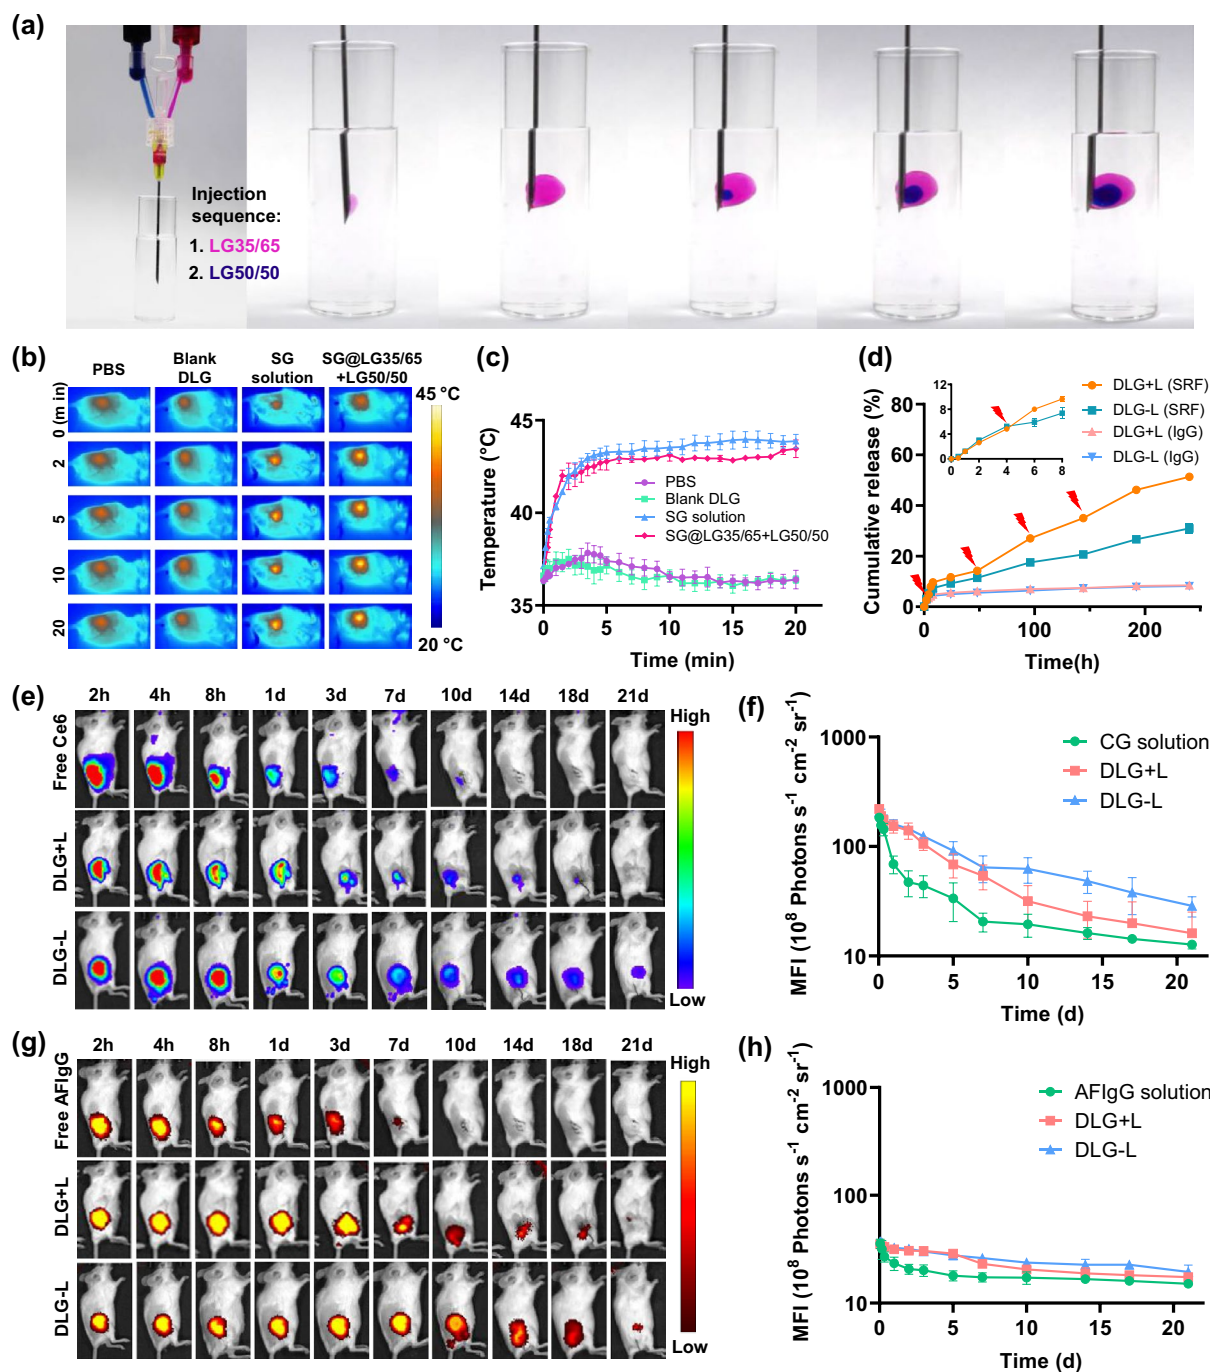 (a)
Injection
sequence:
1. LG35/65
2. LG50/50
(b)
PBS
Blank
DLG
SG
solution
SG@LG35/65
+LG50/50
0 (m in)
2
5
10
20
45 °C
20 °C
(c)
Temperature (°C)
45
40
35
0
5
10
15
20
Time (min)
PBS
Blank DLG
SG solution
SG@LG35/65+LG50/50
(d)
Cumulative release (%)
80
60
40
20
0
0
100
200
Time(h)
12
8
4
0
0
2
4
6
8
DLG+L (SRF)
DLG-L (SRF)
DLG+L (IgG)
DLG-L (IgG)
(e)
2h 4h 8h 1d 3d 7d 10d 14d 18d 21d
Free Ce6
DLG+L
DLG-L
High
Low
(f)
MFI (10⁸ Photons s⁻¹ cm⁻² sr⁻¹)
1000
100
10
0
5
10
15
20
Time (d)
CG solution
DLG+L
DLG-L
(g)
2h 4h 8h 1d 3d 7d 10d 14d 18d 21d
Free AFIgG
DLG+L
DLG-L
High
Low
(h)
MFI (10⁸ Photons s⁻¹ cm⁻² sr⁻¹)
1000
100
10
0
5
10
15
20
Time (d)
AFIgG solution
DLG+L
DLG-L